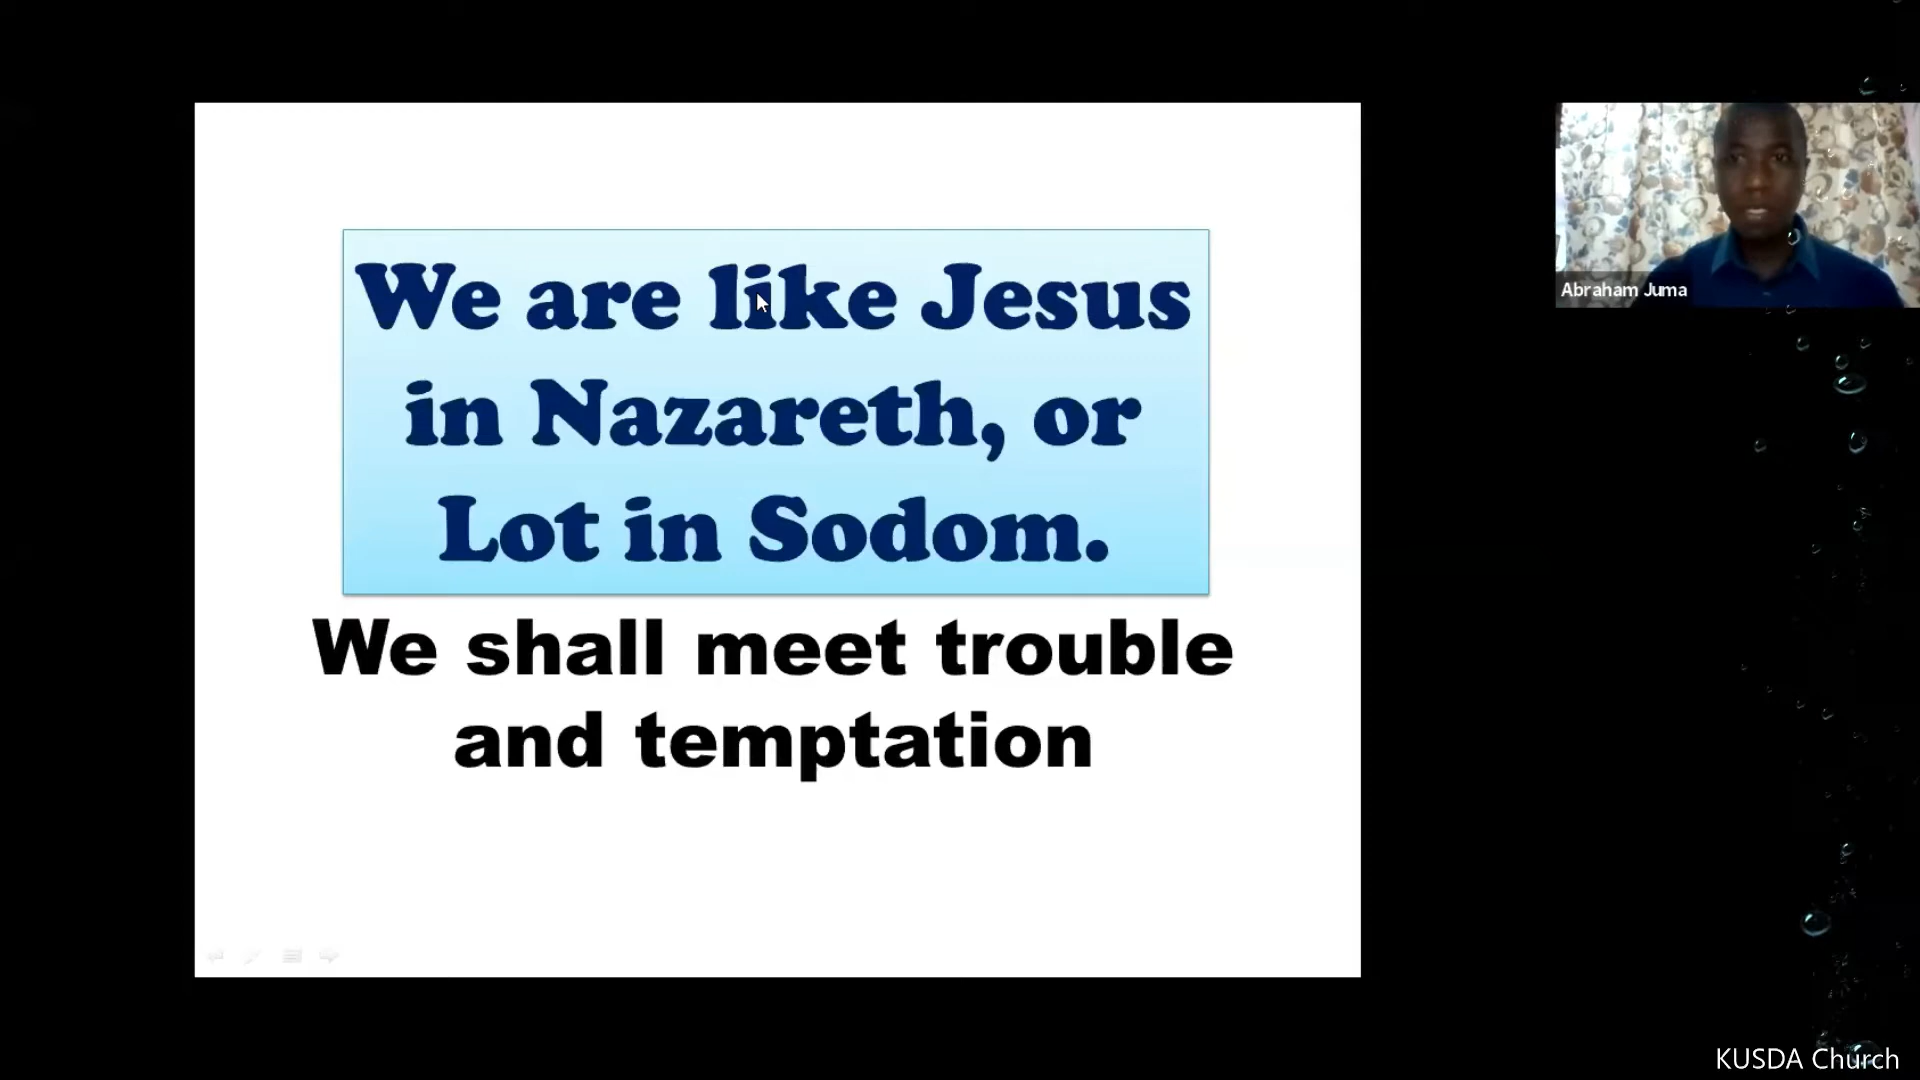 We are like Jesus
in Nazareth, or
Lot in Sodom.
We shall meet trouble
and temptation
Abraham Juma
KUSDA Church